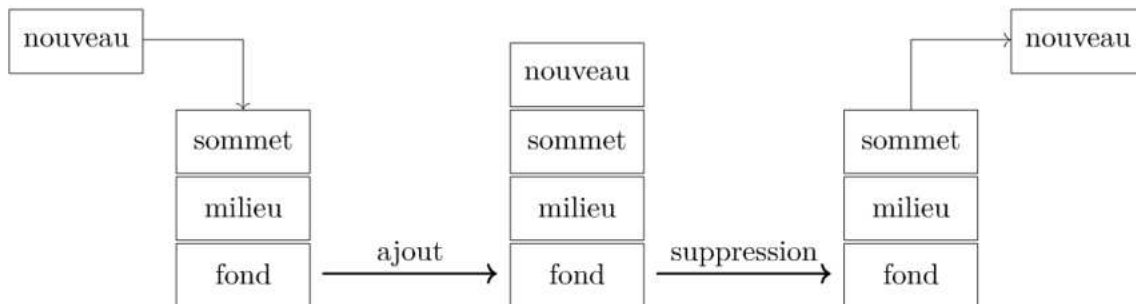 nouveau
sommet
milieu
fond
ajout
nouveau
sommet
milieu
fond
suppression
nouveau
sommet
milieu
fond